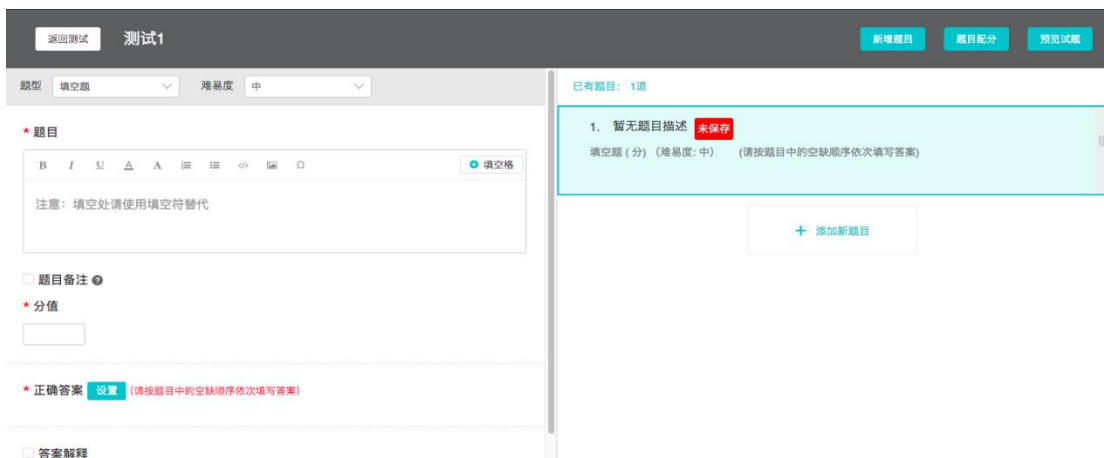 返回测试 测试1 新增题目 题目配分 预览试题
题型 填空题 难易度 中
已有题目： 1道
* 题目
1. 暂无题目描述 未保存
填空题 ( 分) （难易度: 中） (请按题目中的空缺顺序依次填写答案)
B I U A A Ω 填空格
注意：填空处请使用填空符替代
+ 添加新题目
题目备注
* 分值
* 正确答案 设置 (请按题目中的空缺顺序依次填写答案)
答案解释